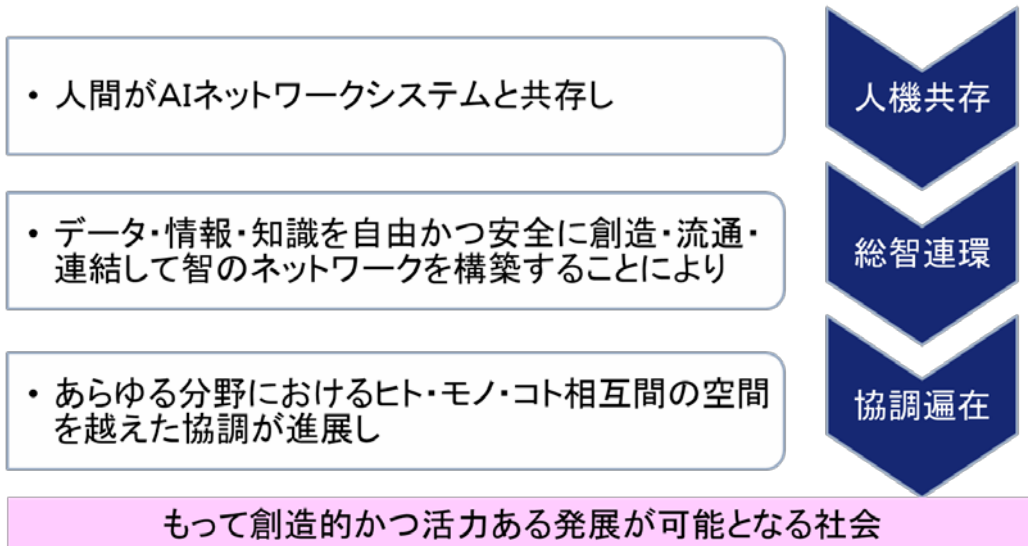 • 人間がAIネットワークシステムと共存し
人機共存
• データ・情報・知識を自由かつ安全に創造・流通・
連結して智のネットワークを構築することにより
総智連環
• あらゆる分野におけるヒト・モノ・コト相互間の空間
を越えた協調が進展し
協調遍在
もって創造的かつ活力ある発展が可能となる社会